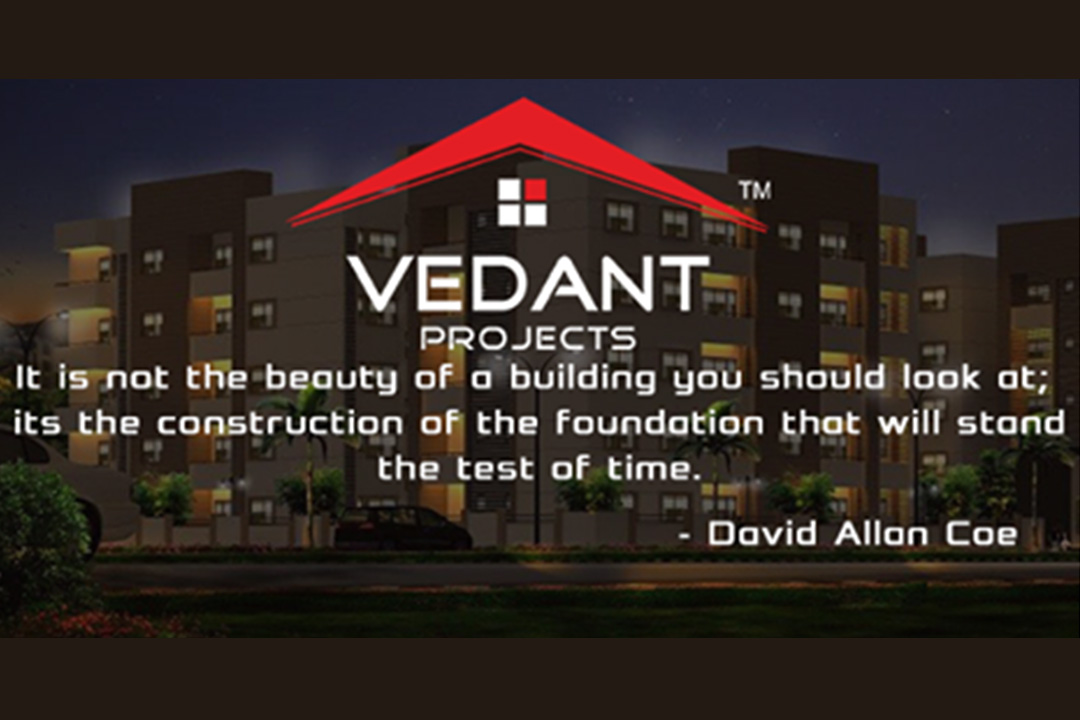 TM
VEDANT
PROJECTS
It is not the beauty of a building you should look at;
its the construction of the foundation that will stand
the test of time.
- David Allan Coe